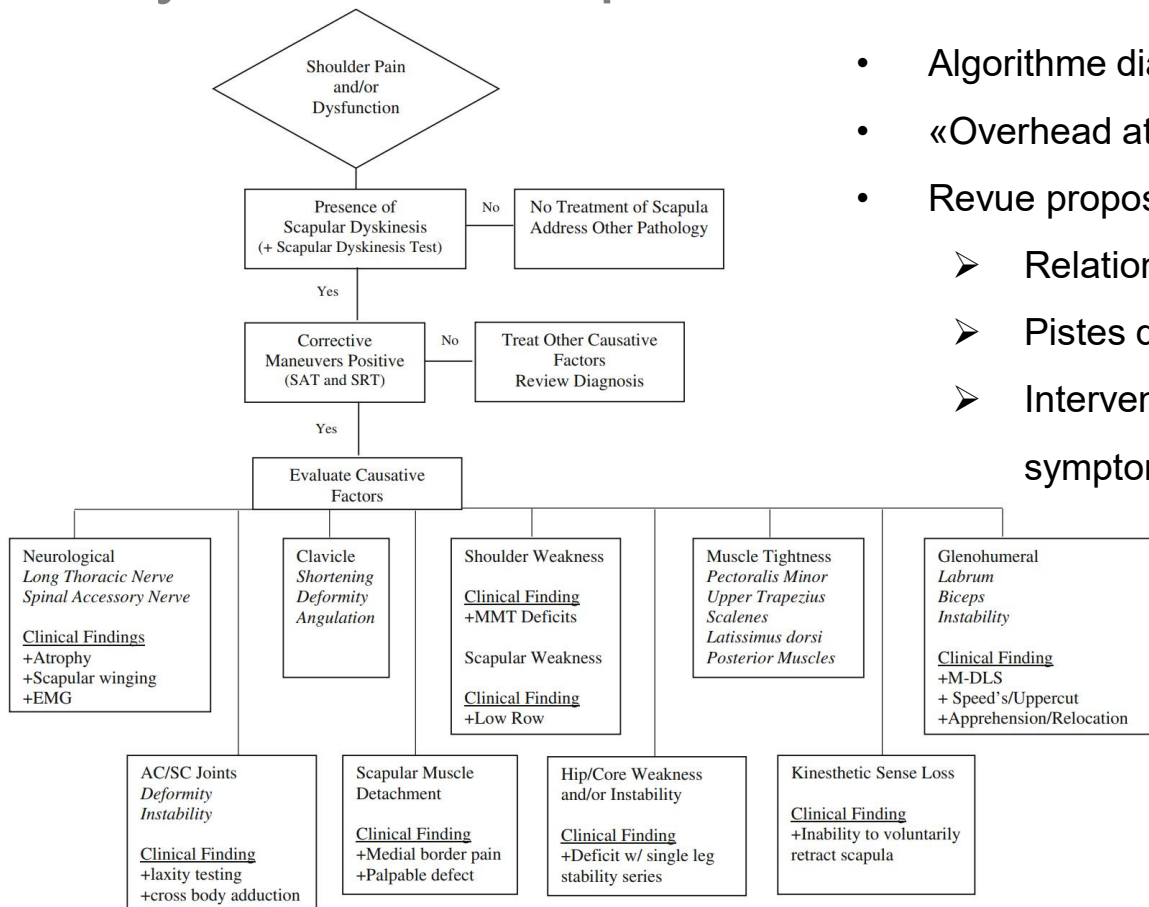 Shoulder Pain
and/or
Dysfunction
Presence of
Scapular Dyskinesis
(+ Scapular Dyskinesis Test)
No
No Treatment of Scapula
Address Other Pathology
Yes
Corrective
Maneuvers Positive
(SAT and SRT)
No
Treat Other Causative
Factors
Review Diagnosis
Yes
Evaluate Causative
Factors
Neurological
Long Thoracic Nerve
Spinal Accessory Nerve
Clinical Findings
+Atrophy
+Scapular winging
+EMG
Clavicle
Shortening
Deformity
Angulation
Shoulder Weakness
Clinical Finding
+MMT Deficits
Scapular Weakness
Clinical Finding
+Low Row
Muscle Tightness
Pectoralis Minor
Upper Trapezius
Scalenes
Latissimus dorsi
Posterior Muscles
Glenohumeral
Labrum
Biceps
Instability
Clinical Finding
+M-DLS
+ Speed's/Uppercut
+Apprehension/Relocation
AC/SC Joints
Deformity
Instability
Clinical Finding
+laxity testing
+cross body adduction
Scapular Muscle
Detachment
Clinical Finding
+Medial border pain
+Palpable defect
Hip/Core Weakness
and/or Instability
Clinical Finding
+Deficit w/ single leg
stability series
Kinesthetic Sense Loss
Clinical Finding
+Inability to voluntarily
retract scapula
• Algorithme dia
• «Overhead at
• Revue propos
➢ Relation
➢ Pistes
➢ Interver
symptor